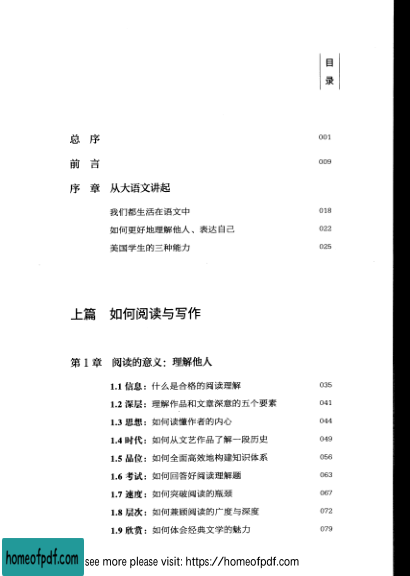 目
录
总 序 001
前 言 009
序 章 从大语文讲起
我们都生活在语文中 018
如何更好地理解他人、表达自己 022
美国学生的三种能力 025
上篇 如何阅读与写作
第1章 阅读的意义：理解他人
1.1 信息：什么是合格的阅读理解 035
1.2 深层：理解作品和文章深意的五个要素 041
1.3 思想：如何读懂作者的内心 044
1.4 时代：如何从文艺作品了解一段历史 049
1.5 品位：如何全面高效地构建知识体系 056
1.6 考试：如何回答好阅读理解题 063
1.7 速度：如何突破阅读的瓶颈 067
1.8 层次：如何兼顾阅读的广度与深度 072
1.9 欣赏：如何体会经典文学的魅力 079
homeofpdf.com see more please visit: https://homeofpdf.com